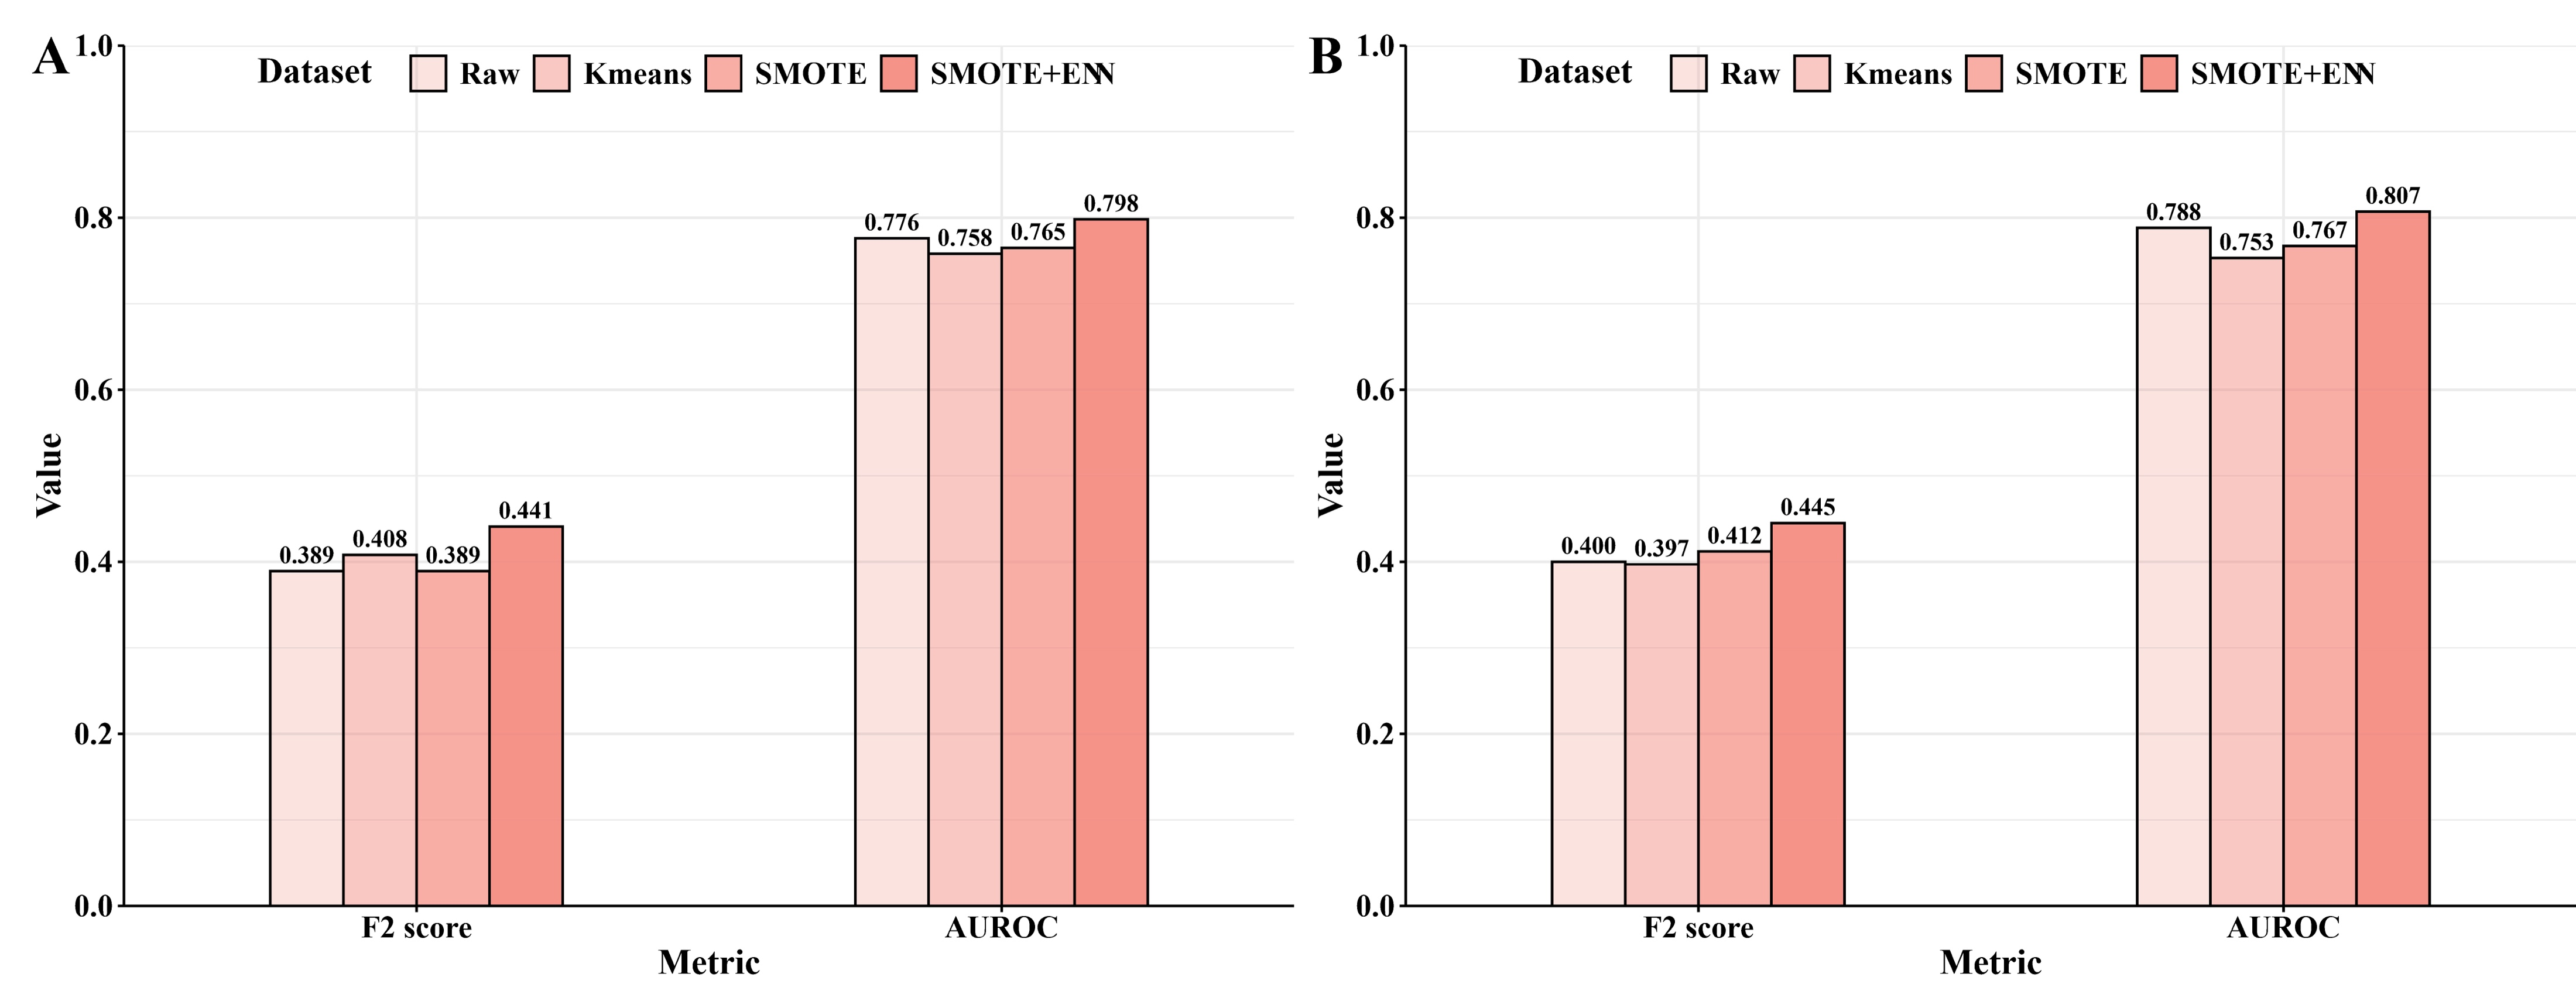 A
Dataset Raw Kmeans SMOTE SMOTE+ENN
1.0
0.8
0.6
0.4
0.2
0.0
Value
0.389 0.408 0.389 0.441
0.776 0.758 0.765 0.798
F2 score AUROC
Metric
B
Dataset Raw Kmeans SMOTE SMOTE+ENN
1.0
0.8
0.6
0.4
0.2
0.0
Value
0.400 0.397 0.412 0.445
0.788 0.753 0.767 0.807
F2 score AUROC
Metric